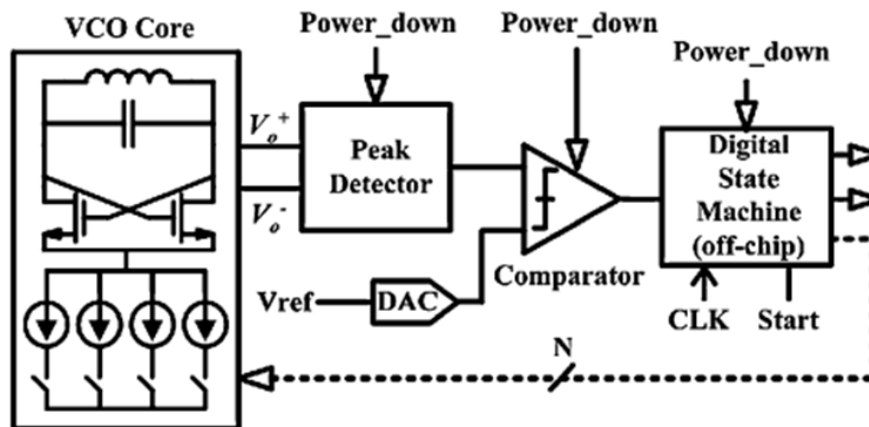 VCO Core
Power_down
Power_down
Power_down
Vo+
Vo-
Peak
Detector
Digital
State
Machine
(off-chip)
Comparator
Vref
DAC
CLK
Start
N